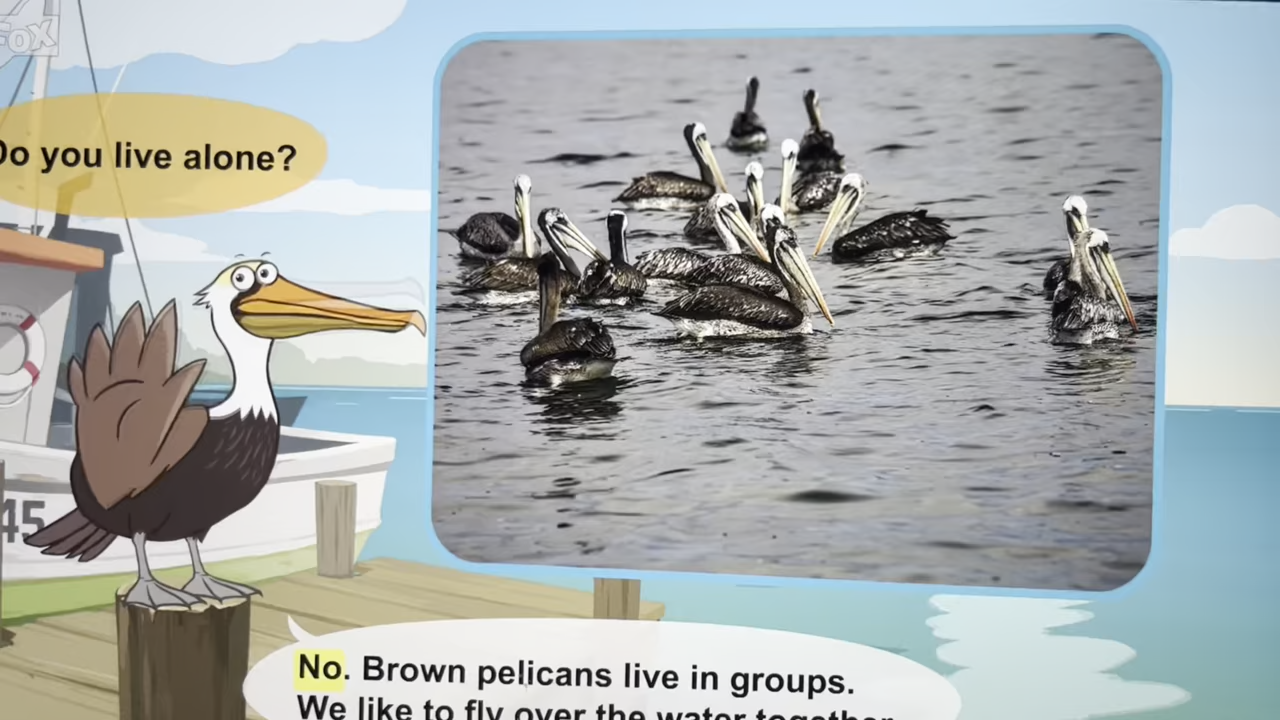 Fox
Do you live alone?
45
No. Brown pelicans live in groups.
We like to fly over the water together